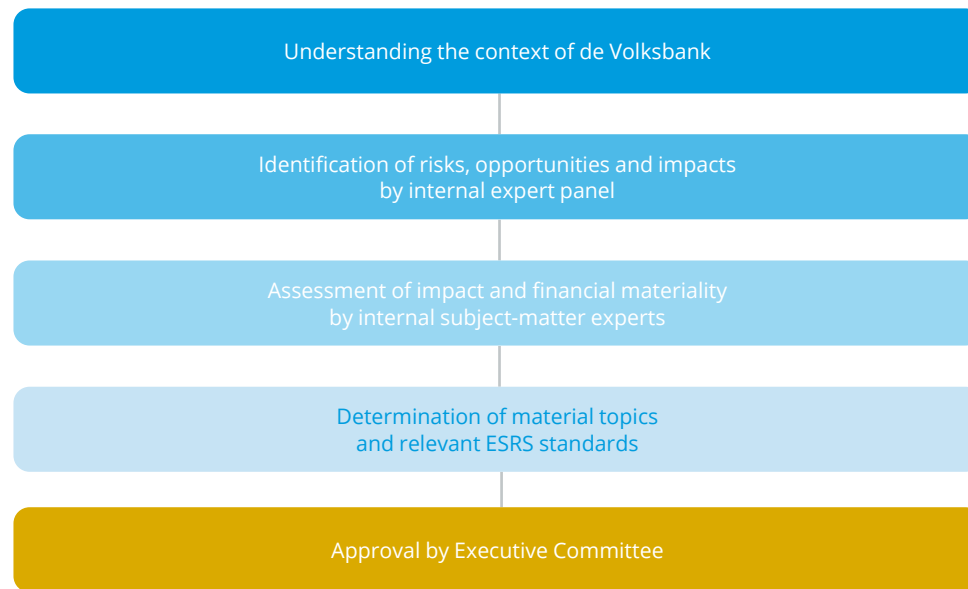 Understanding the context of de Volksbank
Identification of risks, opportunities and impacts
by internal expert panel
Assessment of impact and financial materiality
by internal subject-matter experts
Determination of material topics
and relevant ESRS standards
Approval by Executive Committee